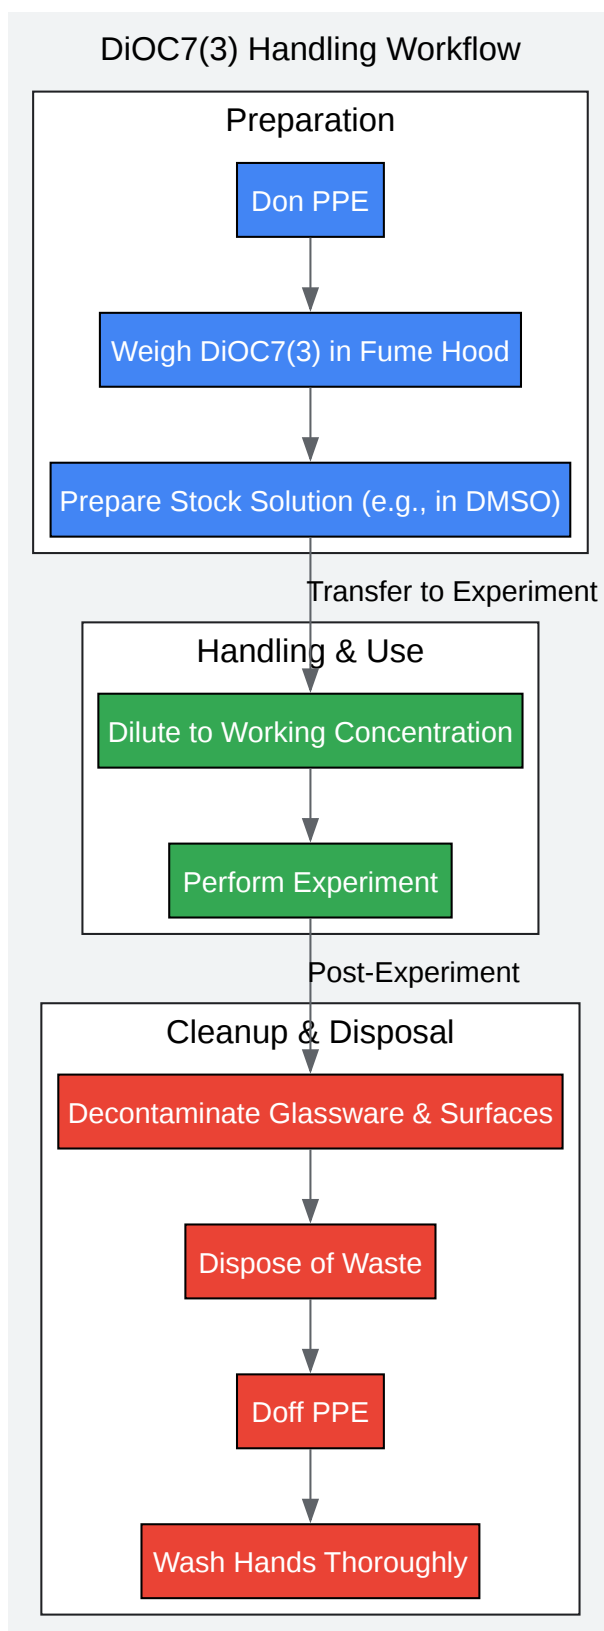 DiOC7(3) Handling Workflow
Preparation
Don PPE
Weigh DiOC7(3) in Fume Hood
Prepare Stock Solution (e.g., in DMSO)
Transfer to Experiment
Handling & Use
Dilute to Working Concentration
Perform Experiment
Post-Experiment
Cleanup & Disposal
Decontaminate Glassware & Surfaces
Dispose of Waste
Doff PPE
Wash Hands Thoroughly